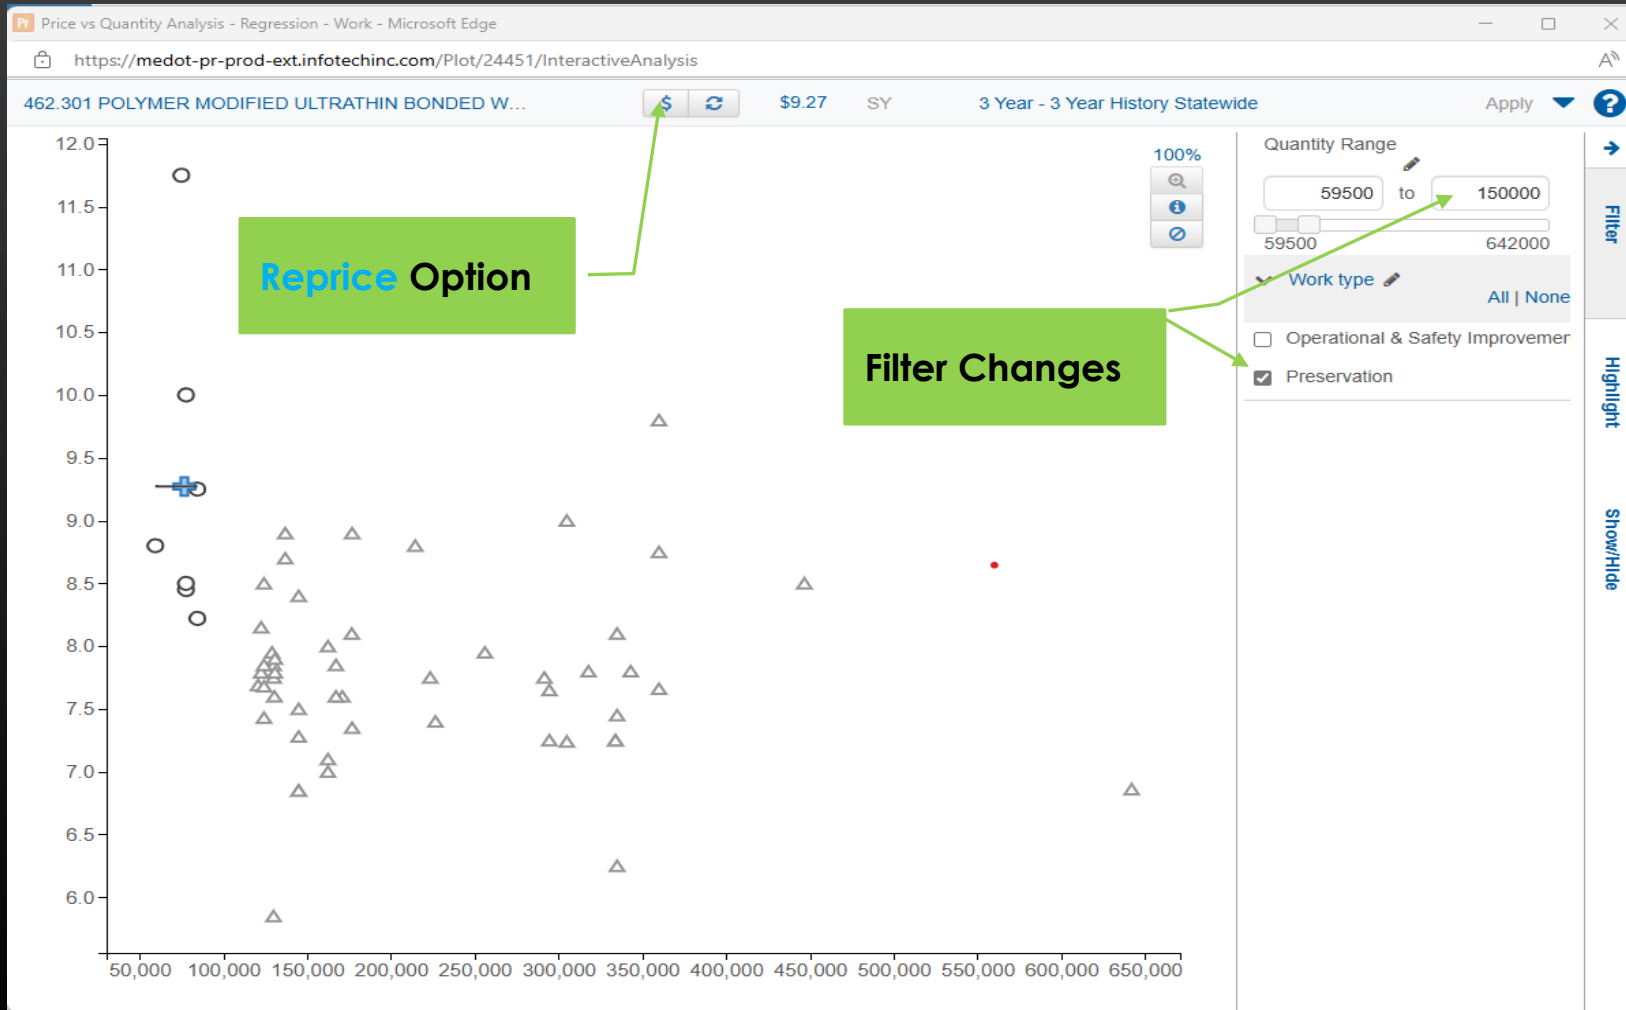 Pr Price vs Quantity Analysis - Regression - Work - Microsoft Edge
https://medot-pr-prod-ext.infotechinc.com/Plot/24451/InteractiveAnalysis
462.301 POLYMER MODIFIED ULTRATHIN BONDED W... $ $9.27 SY 3 Year - 3 Year History Statewide Apply ?
12.0
11.5
11.0
10.5
10.0
9.5
9.0
8.5
8.0
7.5
7.0
6.5
6.0
50,000 100,000 150,000 200,000 250,000 300,000 350,000 400,000 450,000 500,000 550,000 600,000 650,000
Reprice Option
Filter Changes
100%
Quantity Range
59500 to 150000
59500 642000
Work type
All | None
Operational & Safety Improvemen
Preservation
Filter
Highlight
Show/Hide